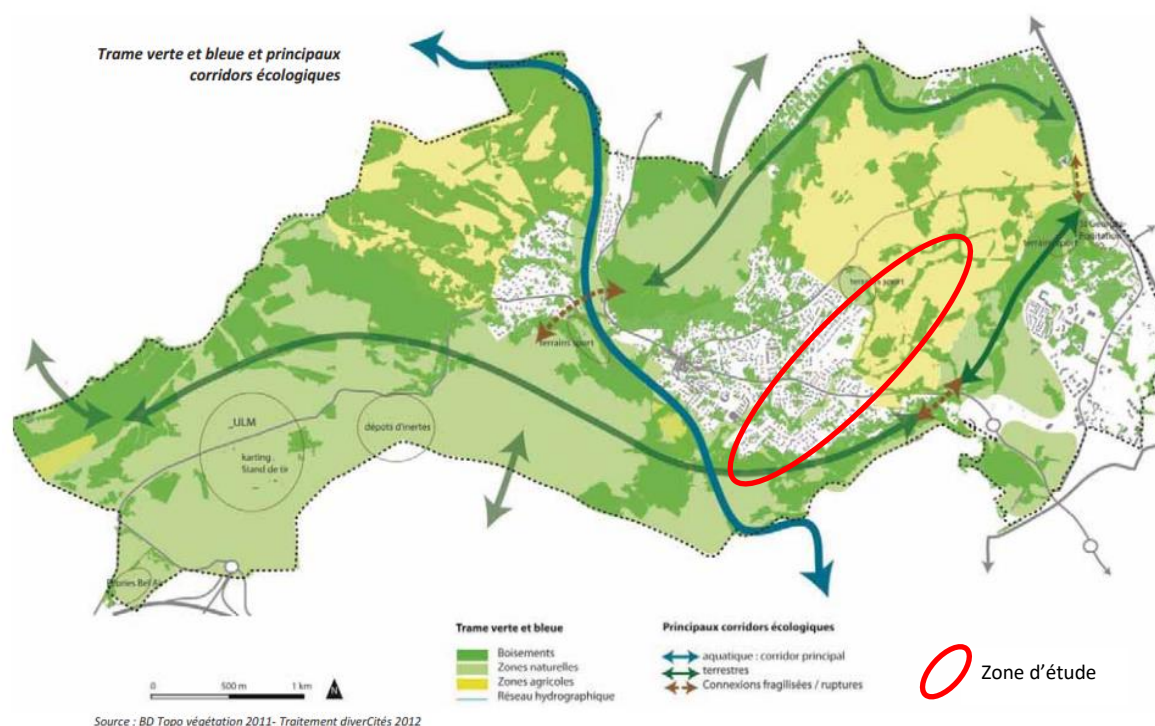 Trame verte et bleue et principaux
corridors écologiques
terrains sport
terrains sport
terrains sport
ULM
karting
Stand de tir
dépots d'inertes
Trame verte et bleue
Boisements
Zones naturelles
Zones agricoles
Réseau hydrographique
Principaux corridors écologiques
aquatique : corridor principal
terrestres
Connexions fragilisées / ruptures
Zone d'étude
0 500 m 1 km
N
Source : BD Topo végétation 2011- Traitement diverCités 2012